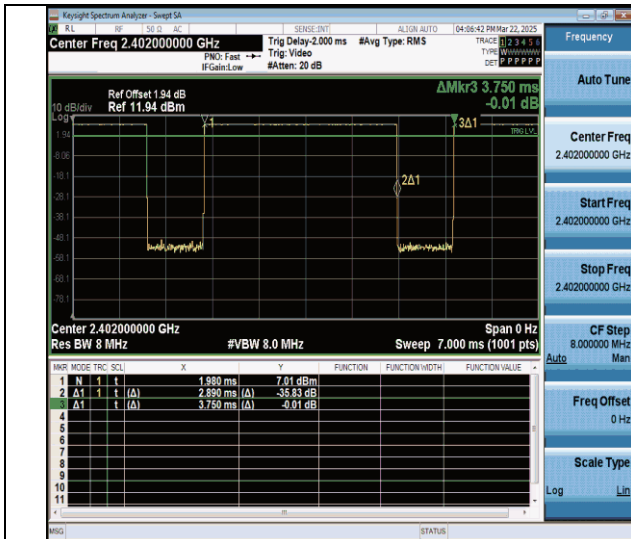 Keysight Spectrum Analyzer - Swept SA
RL RF 50 Ω AC SENSE:INT ALIGN AUTO 04:06:42 PM Mar 22, 2025
Center Freq 2.402000000 GHz Trig Delay-2.000 ms #Avg Type: RMS TRACE 1 2 3 4 5 6
PNO: Fast Trig: Video TYPE WWWWWW
IFGain:Low #Atten: 20 dB DET P P P P P P
Ref Offset 1.94 dB ΔMkr3 3.750 ms
10 dB/div Ref 11.94 dBm -0.01 dB
Log
1 3Δ1
1.94 TRIG LVL
-8.06
-18.1
2Δ1
-28.1
-38.1
-48.1
-58.1
-68.1
-78.1
Center 2.402000000 GHz Span 0 Hz
Res BW 8 MHz #VBW 8.0 MHz Sweep 7.000 ms (1001 pts)
MKR MODE TRC SCL X Y FUNCTION FUNCTION WIDTH FUNCTION VALUE
1 N 1 t 1.980 ms 7.01 dBm
2 Δ1 1 t (Δ) 2.890 ms (Δ) -35.83 dB
3 Δ1 t (Δ) 3.750 ms (Δ) -0.01 dB
4
5
6
7
8
9
10
11
MSG STATUS
Frequency
Auto Tune
Center Freq
2.402000000 GHz
Start Freq
2.402000000 GHz
Stop Freq
2.402000000 GHz
CF Step
8.000000 MHz
Auto Man
Freq Offset
0 Hz
Scale Type
Log Lin